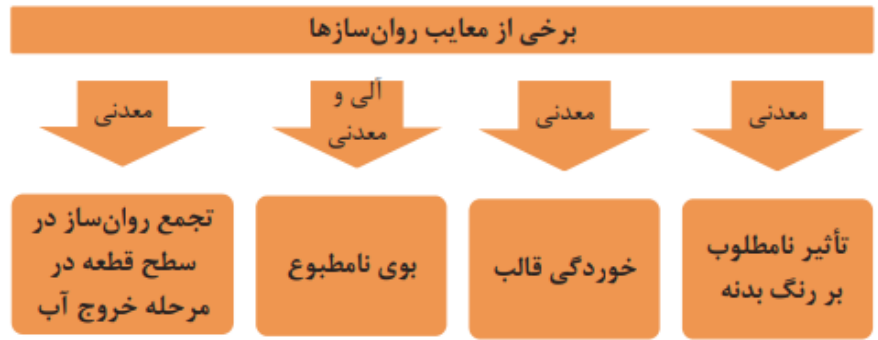 برخی از معایب روان‌سازها
معدنی
معدنی
آلی و
معدنی
معدنی
تأثیر نامطلوب
بر رنگ بدنه
خوردگی قالب
بوی نامطبوع
تجمع روان‌ساز در
سطح قطعه در
مرحله خروج آب